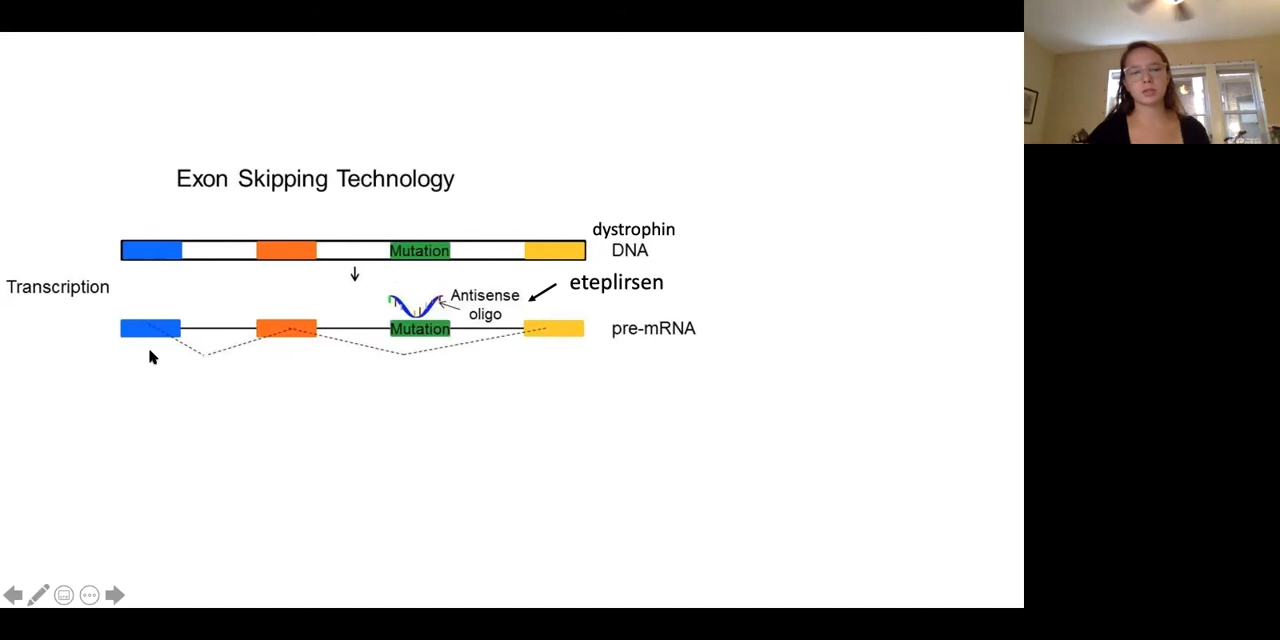 Exon Skipping Technology
dystrophin
DNA
Mutation
Transcription
eteplirsen
Antisense
oligo
Mutation
pre-mRNA